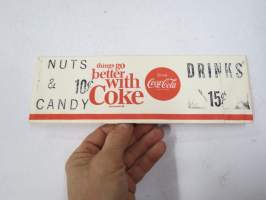 NUTS
& 10¢
CANDY
things go
better
with
Coke
Drink
Coca-Cola
DRINKS
15¢